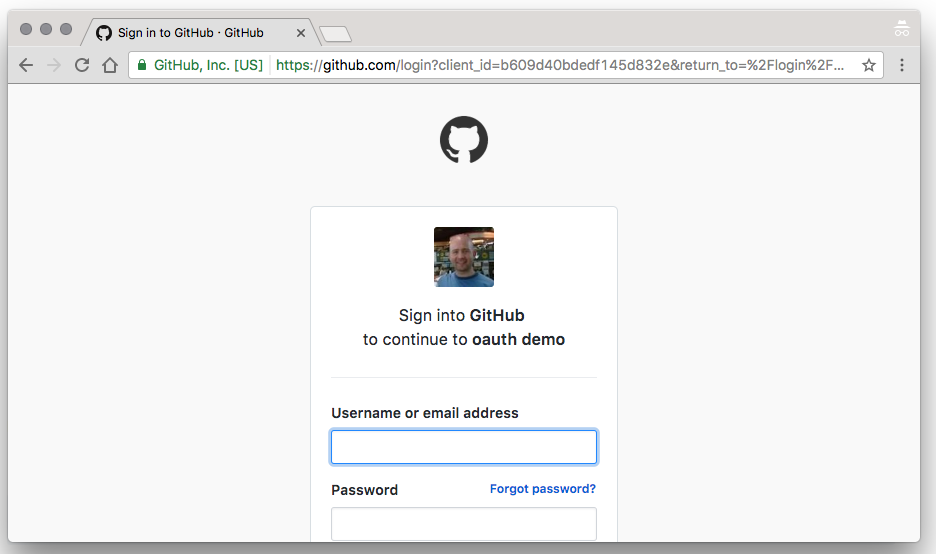 Sign in to GitHub · GitHub
GitHub, Inc. [US] https://github.com/login?client_id=b609d40bdedf145d832e&return_to=%2Flogin%2F...
Sign into GitHub
to continue to oauth demo
Username or email address
Password Forgot password?